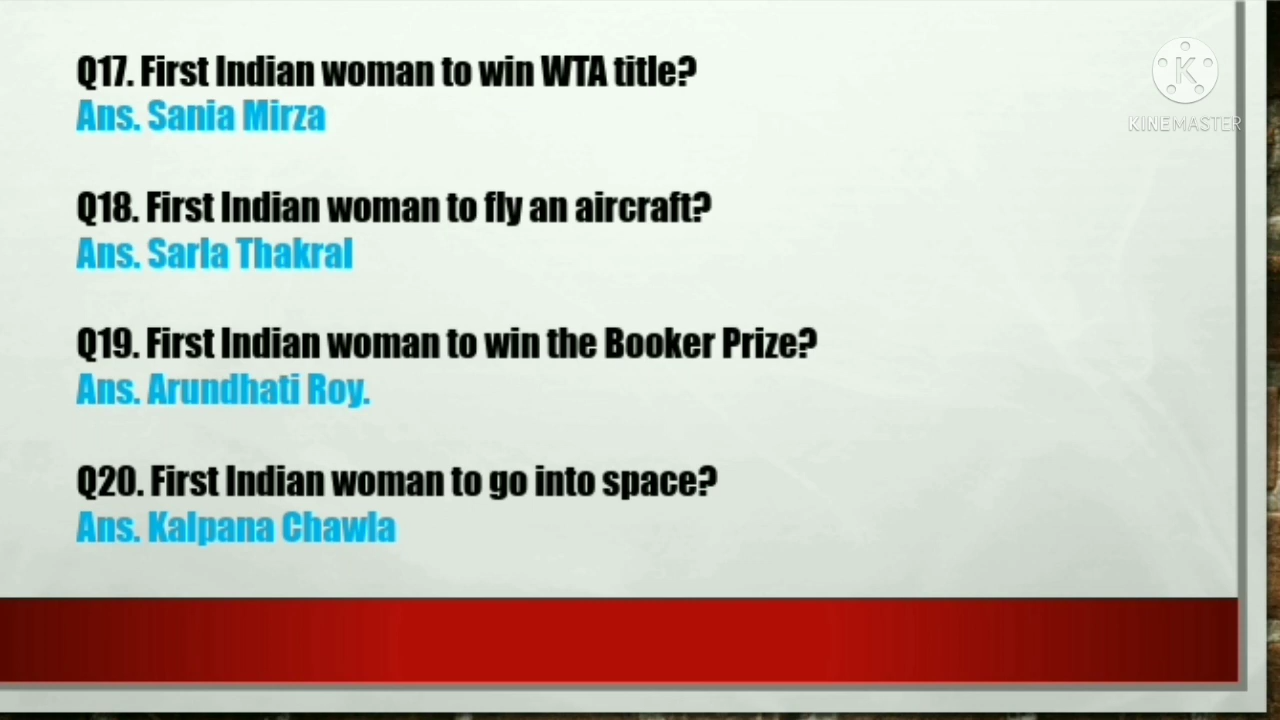 Q17. First Indian woman to win WTA title?
Ans. Sania Mirza
Q18. First Indian woman to fly an aircraft?
Ans. Sarla Thakral
Q19. First Indian woman to win the Booker Prize?
Ans. Arundhati Roy.
Q20. First Indian woman to go into space?
Ans. Kalpana Chawla
K
KINEMASTER